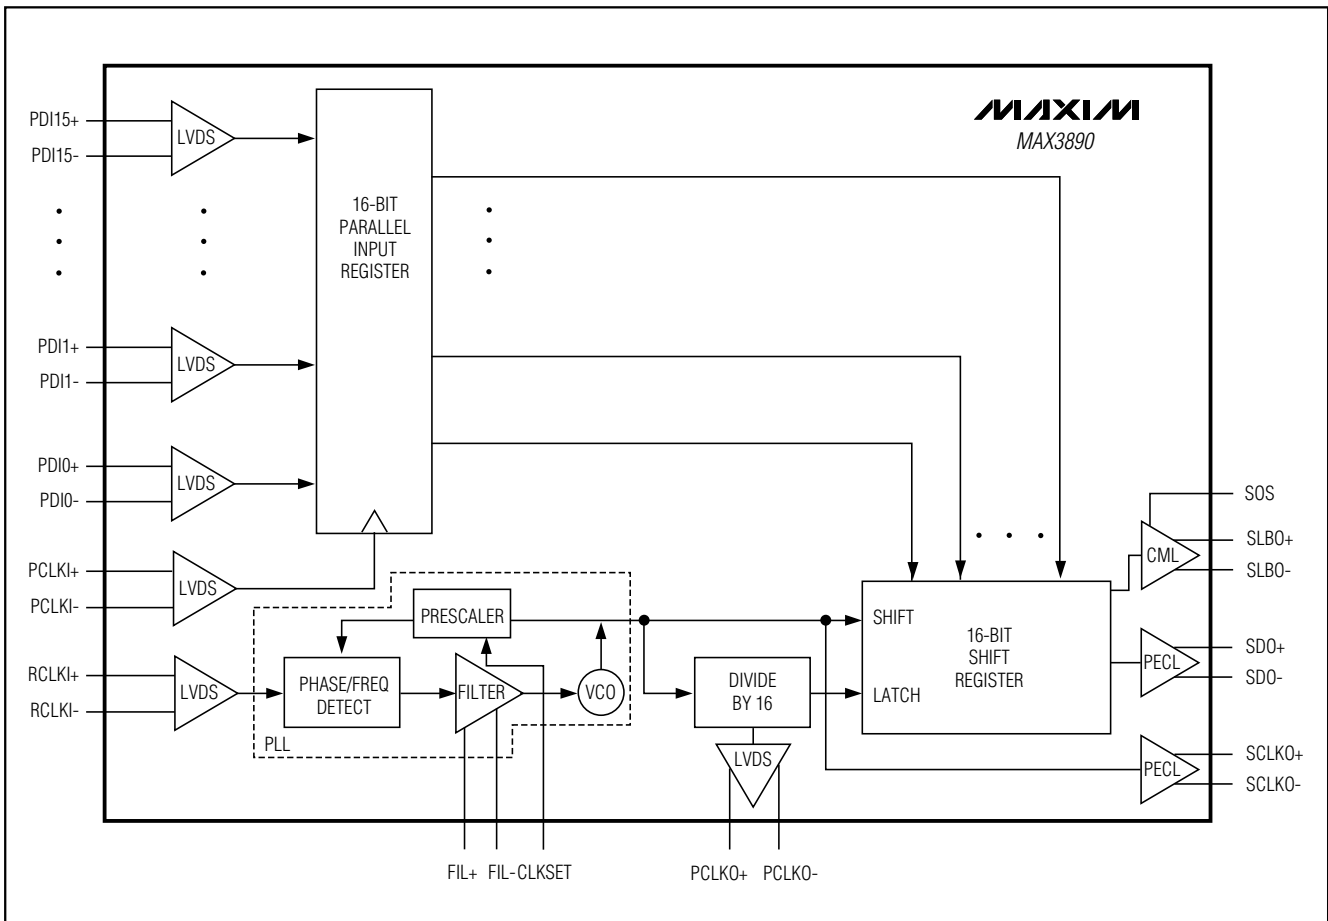 MAXIM
MAX3890
PDI15+
PDI15-
LVDS
16-BIT
PARALLEL
INPUT
REGISTER
PDI1+
PDI1-
LVDS
PDI0+
PDI0-
LVDS
PCLKI+
PCLKI-
LVDS
RCLKI+
RCLKI-
LVDS
PRESCALER
PHASE/FREQ
DETECT
FILTER
VCO
PLL
FIL+
FIL-
CLKSET
DIVIDE
BY 16
LVDS
PCLKO+
PCLKO-
SHIFT
LATCH
16-BIT
SHIFT
REGISTER
CML
SOS
SLBO+
SLBO-
PECL
SDO+
SDO-
PECL
SCLKO+
SCLKO-